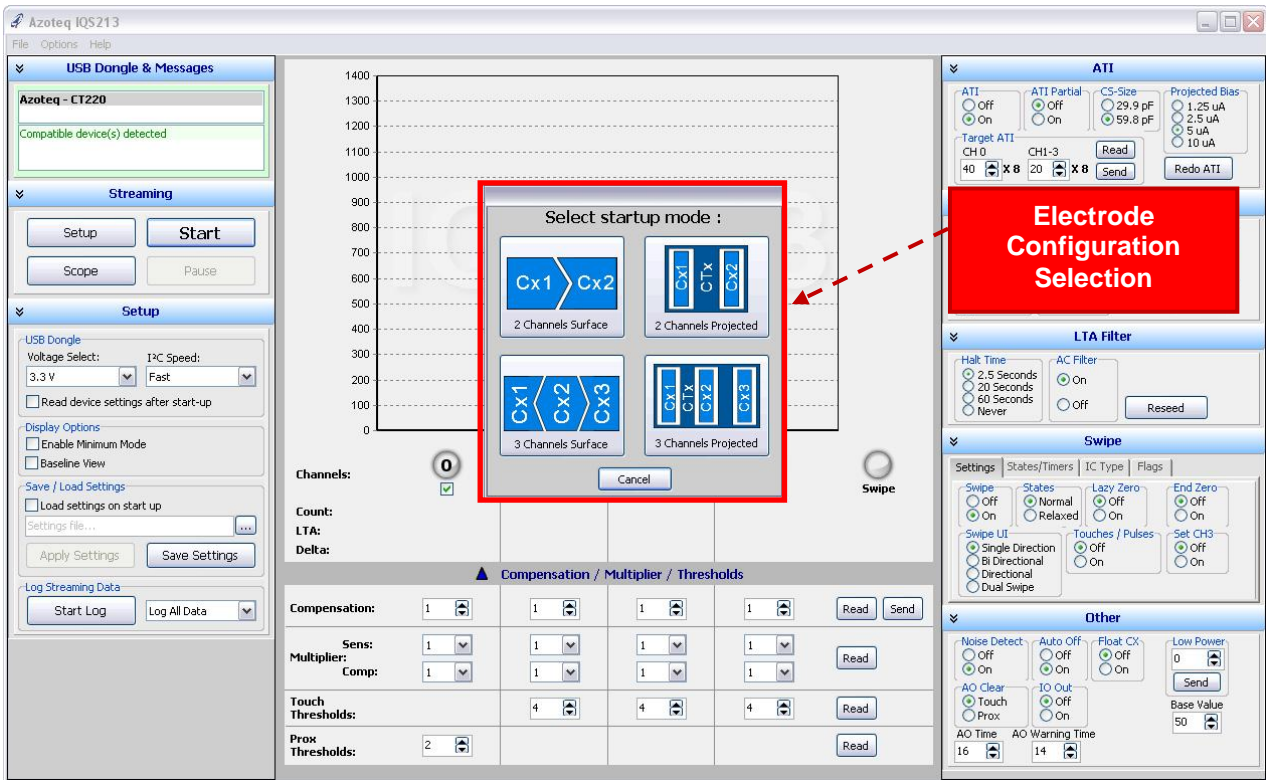 Azoteq IQS213
File Options Help
USB Dongle & Messages
Azoteq - CT220
Compatible device(s) detected
Streaming
Setup
Start
Scope
Pause
Setup
USB Dongle
Voltage Select:
I²C Speed:
3.3 V
Fast
Read device settings after start-up
Display Options
Enable Minimum Mode
Baseline View
Save / Load Settings
Load settings on start up
Settings file...
...
Apply Settings
Save Settings
Log Streaming Data
Start Log
Log All Data
1400
1300
1200
1100
1000
900
800
700
600
500
400
300
200
100
0
Select startup mode :
Cx1 Cx2
2 Channels Surface
Cx1 CTx Cx2
2 Channels Projected
Cx1 Cx2 Cx3
3 Channels Surface
Cx1 CTx Cx2 Cx3
3 Channels Projected
Cancel
Electrode
Configuration
Selection
Channels:
0
Swipe
Count:
LTA:
Delta:
Compensation / Multiplier / Thresholds
Compensation:
1 1 1 1
Read Send
Sens:
1 1 1 1
Multiplier:
Read
Comp:
1 1 1 1
Touch
Thresholds:
4 4 4
Read
Prox
Thresholds:
2
Read
ATI
ATI
Off
On
ATI Partial
Off
On
CS-Size
29.9 pF
59.8 pF
Projected Bias
1.25 uA
2.5 uA
5 uA
10 uA
Target ATI
CH 0
CH1-3
Read
40 X 8 20 X 8
Send
Redo ATI
LTA Filter
Halt Time
2.5 Seconds
20 Seconds
60 Seconds
Never
AC Filter
On
Off
Reseed
Swipe
Settings States/Timers IC Type Flags
Swipe
Off
On
States
Normal
Relaxed
Lazy Zero
Off
On
End Zero
Off
On
Swipe UI
Single Direction
Bi Directional
Directional
Dual Swipe
Touches / Pulses
Off
On
Set CH3
Off
On
Other
Noise Detect
Off
On
Auto Off
Off
On
Float CX
Off
On
Low Power
0
Send
AO Clear
Touch
Prox
IO Out
Off
On
Base Value
50
AO Time
16
AO Warning Time
14